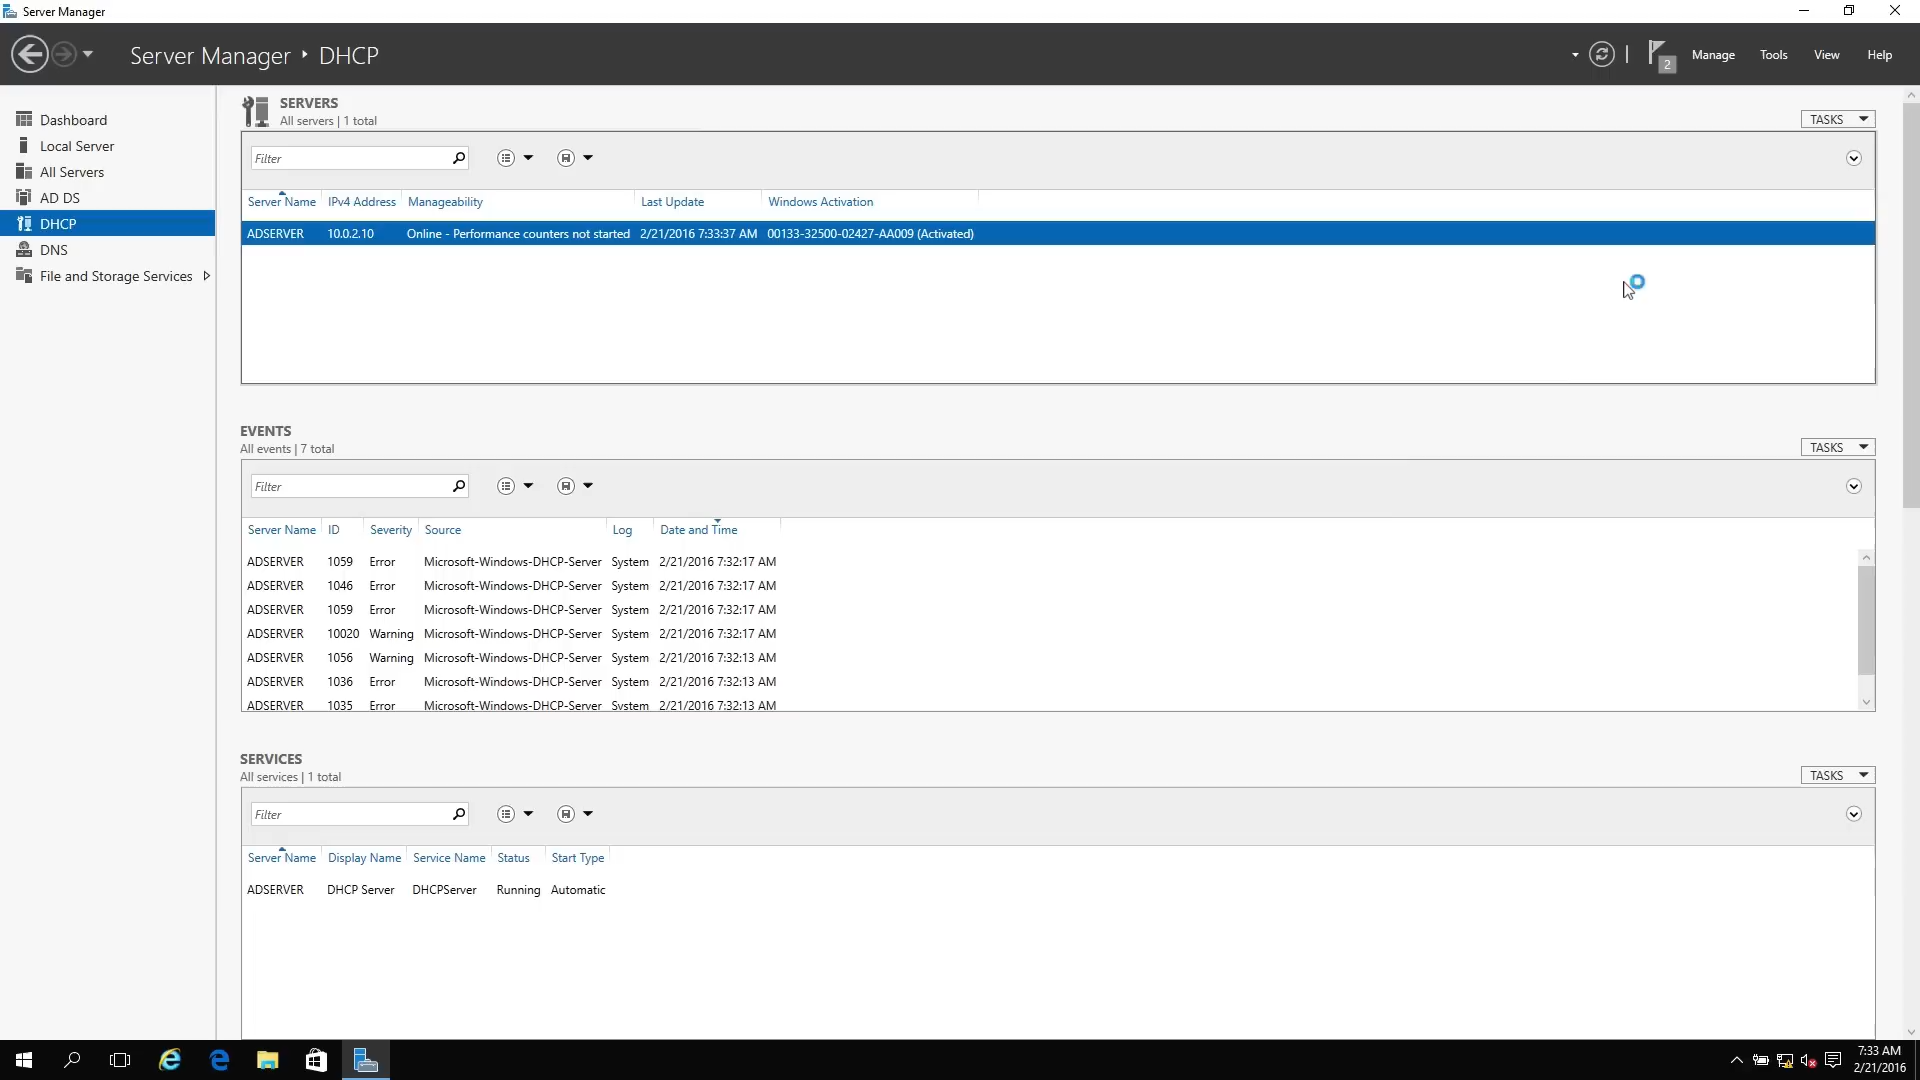 Server Manager
Server Manager ‣ DHCP
2
Manage Tools View Help
Dashboard
Local Server
All Servers
AD DS
DHCP
DNS
File and Storage Services
SERVERS
All servers | 1 total
TASKS
Filter
Server Name IPv4 Address Manageability Last Update Windows Activation
ADSERVER 10.0.2.10 Online - Performance counters not started 2/21/2016 7:33:37 AM 00133-32500-02427-AA009 (Activated)
EVENTS
All events | 7 total
TASKS
Filter
Server Name ID Severity Source Log Date and Time
ADSERVER 1059 Error Microsoft-Windows-DHCP-Server System 2/21/2016 7:32:17 AM
ADSERVER 1046 Error Microsoft-Windows-DHCP-Server System 2/21/2016 7:32:17 AM
ADSERVER 1059 Error Microsoft-Windows-DHCP-Server System 2/21/2016 7:32:17 AM
ADSERVER 10020 Warning Microsoft-Windows-DHCP-Server System 2/21/2016 7:32:17 AM
ADSERVER 1056 Warning Microsoft-Windows-DHCP-Server System 2/21/2016 7:32:13 AM
ADSERVER 1036 Error Microsoft-Windows-DHCP-Server System 2/21/2016 7:32:13 AM
ADSERVER 1035 Error Microsoft-Windows-DHCP-Server System 2/21/2016 7:32:13 AM
SERVICES
All services | 1 total
TASKS
Filter
Server Name Display Name Service Name Status Start Type
ADSERVER DHCP Server DHCPServer Running Automatic
7:33 AM
2/21/2016